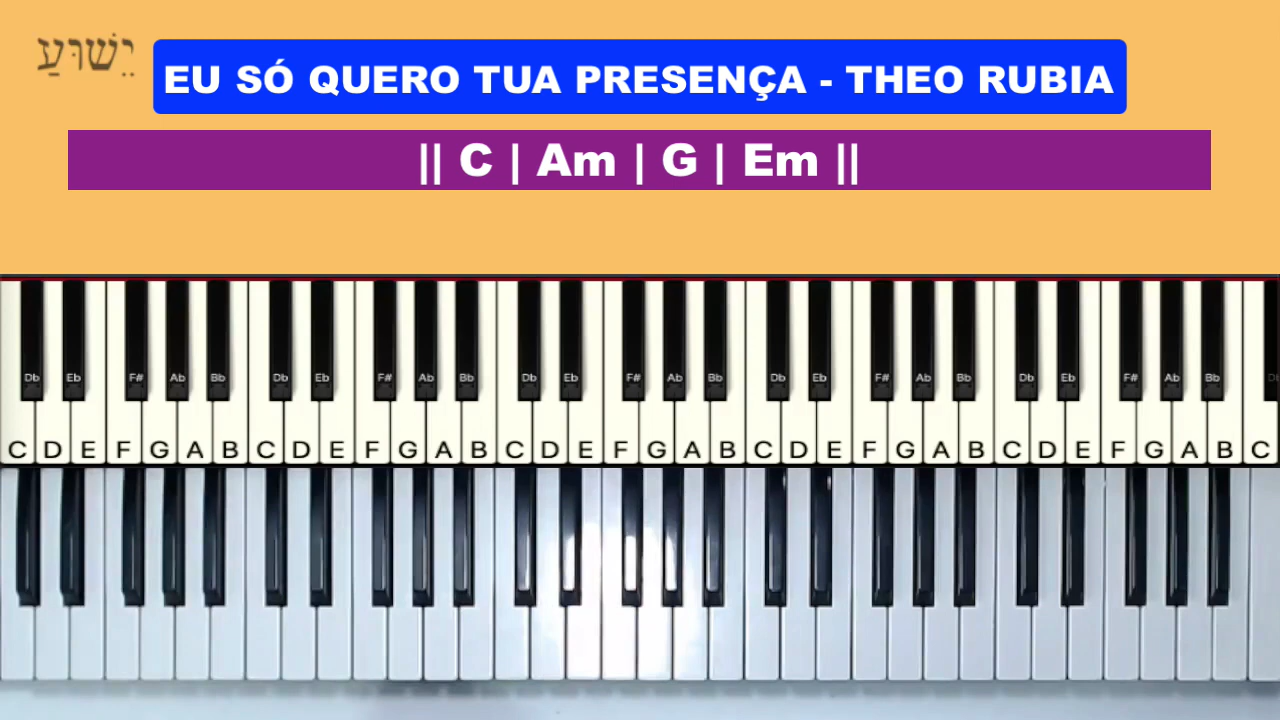 יֵשׁוּעַ
EU SÓ QUERO TUA PRESENÇA - THEO RUBIA
|| C | Am | G | Em ||
Db Eb F# Ab Bb Db Eb F# Ab Bb Db Eb F# Ab Bb Db Eb F# Ab Bb Db Eb F# Ab Bb Db
C D E F G A B C D E F G A B C D E F G A B C D E F G A B C D E F G A B C